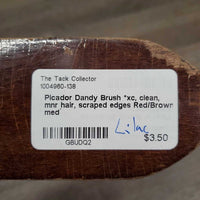 The Tack Collector
1004960-138
Picador Dandy Brush *xc, clean,
mnr hair, scraped edges Red/Brown
med
Lilac
$3.50
GBUDQ2